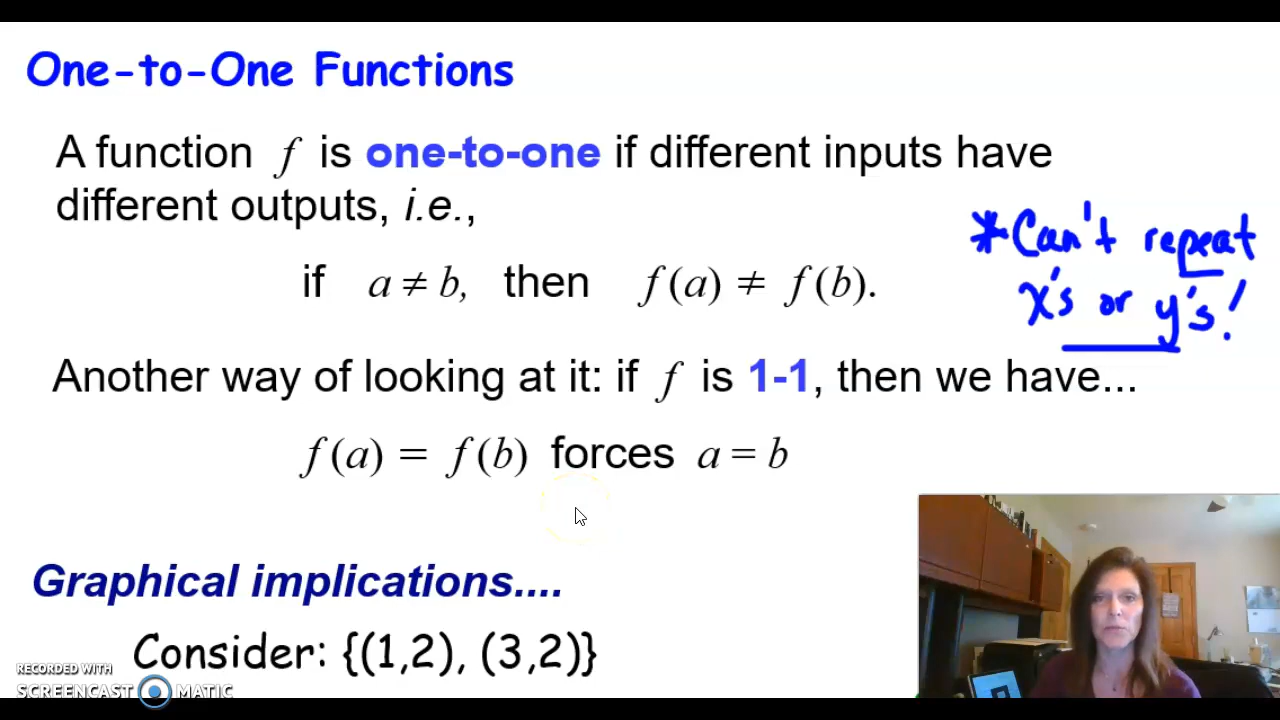 One-to-One Functions
A function f is one-to-one if different inputs have
different outputs, i.e.,
if a ≠ b, then f(a) ≠ f(b).
*Can't repeat
x's or y's!
Another way of looking at it: if f is 1-1, then we have...
f(a) = f(b) forces a = b
Graphical implications....
Consider: {(1,2), (3,2)}
RECORDED WITH
SCREENCAST MATIC